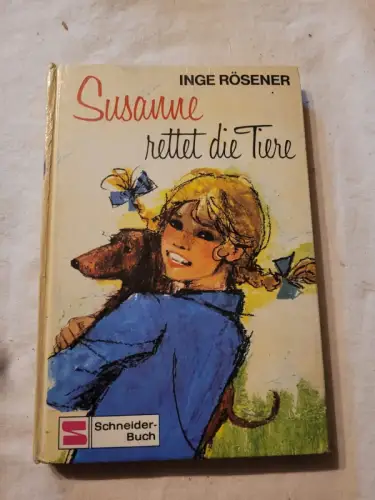 INGE RÖSENER
Susanne
rettet die Tiere
Schneider-
Buch